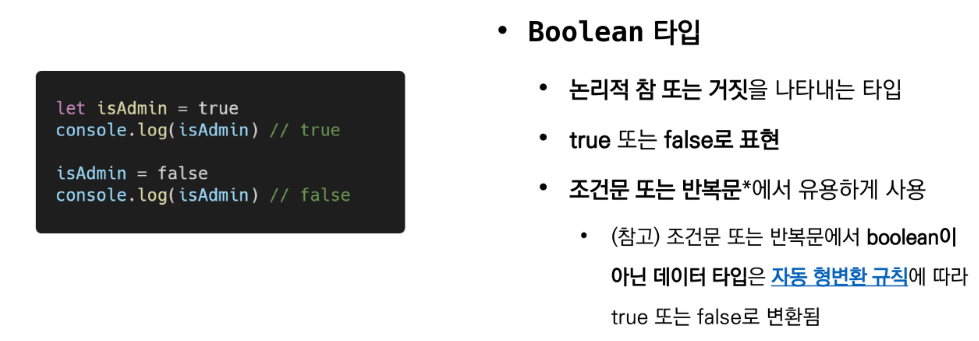 let isAdmin = true
console.log(isAdmin) // true
isAdmin = false
console.log(isAdmin) // false
• Boolean 타입
• 논리적 참 또는 거짓을 나타내는 타입
• true 또는 false로 표현
• 조건문 또는 반복문*에서 유용하게 사용
• (참고) 조건문 또는 반복문에서 boolean이
아닌 데이터 타입은 자동 형변환 규칙에 따라
true 또는 false로 변환됨